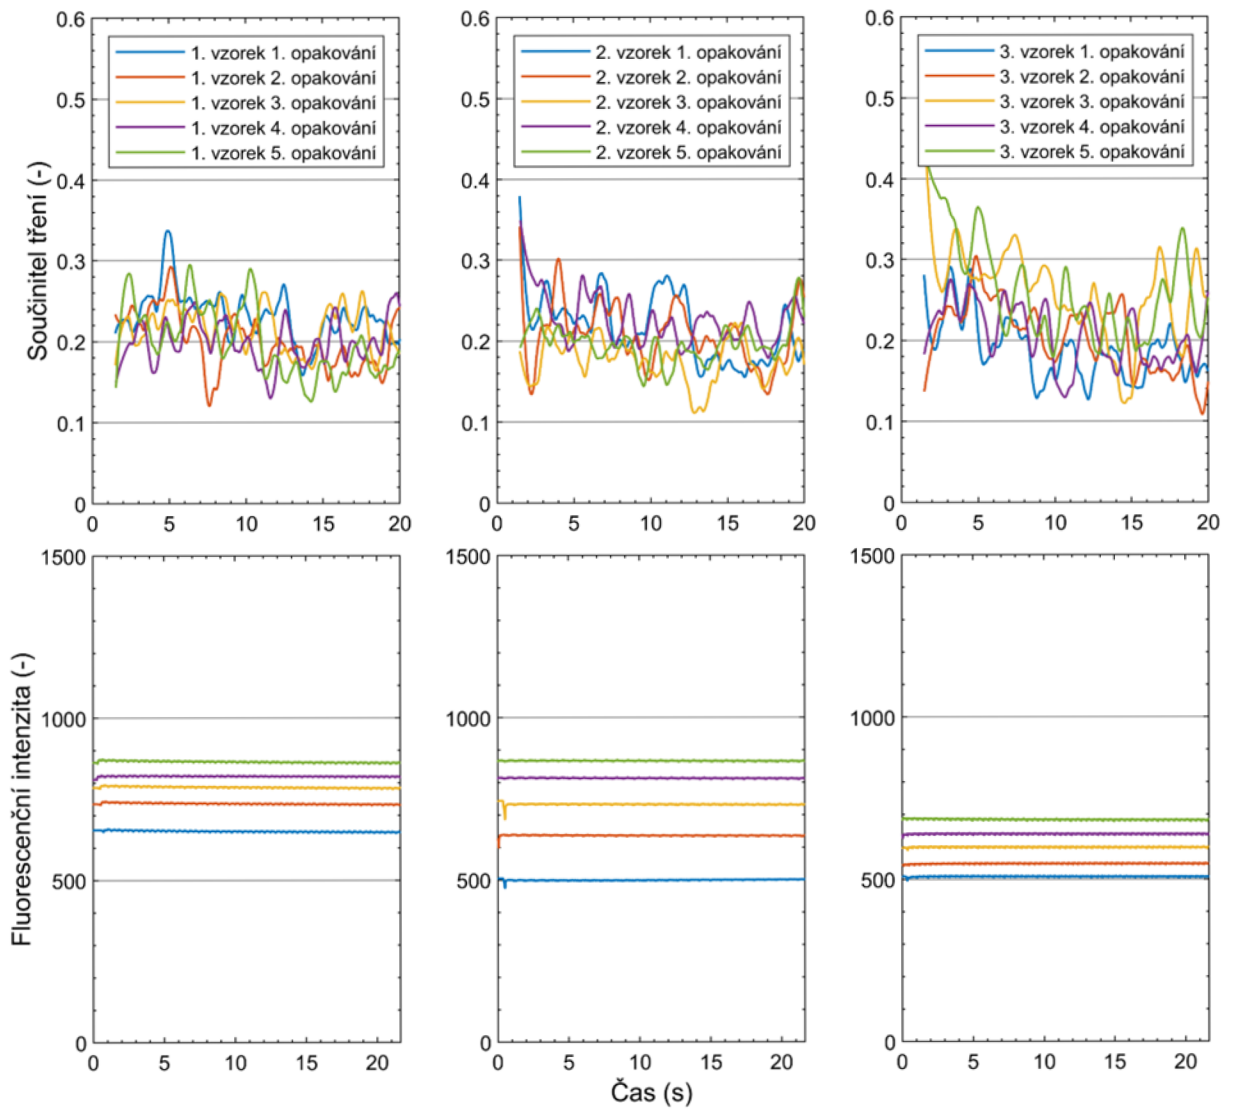 0.6
0.5
0.4
0.3
0.2
0.1
0
0 5 10 15 20
Součinitel tření (-)
1. vzorek 1. opakování
1. vzorek 2. opakování
1. vzorek 3. opakování
1. vzorek 4. opakování
1. vzorek 5. opakování
0.6
0.5
0.4
0.3
0.2
0.1
0
0 5 10 15 20
2. vzorek 1. opakování
2. vzorek 2. opakování
2. vzorek 3. opakování
2. vzorek 4. opakování
2. vzorek 5. opakování
0.6
0.5
0.4
0.3
0.2
0.1
0
0 5 10 15 20
3. vzorek 1. opakování
3. vzorek 2. opakování
3. vzorek 3. opakování
3. vzorek 4. opakování
3. vzorek 5. opakování
1500
1000
500
0
0 5 10 15 20
Fluorescenční intenzita (-)
1500
1000
500
0
0 5 10 15 20
1500
1000
500
0
0 5 10 15 20
Čas (s)